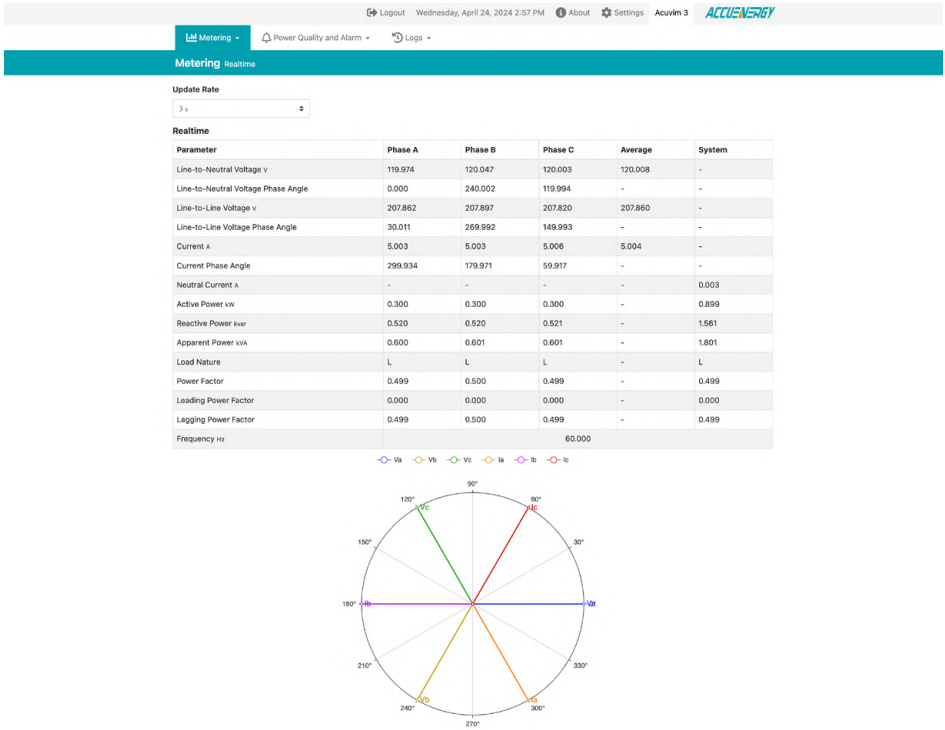 Logout Wednesday, April 24, 2024 2:57 PM About Settings Acuvim 3 ACCUENERGY
Metering Power Quality and Alarm Logs
Metering Realtime
Update Rate
3 s
Realtime
Parameter Phase A Phase B Phase C Average System
Line-to-Neutral Voltage V 119.974 120.047 120.003 120.008 -
Line-to-Neutral Voltage Phase Angle 0.000 240.002 119.994 - -
Line-to-Line Voltage V 207.862 207.897 207.820 207.860 -
Line-to-Line Voltage Phase Angle 30.011 269.992 149.993 - -
Current A 5.003 5.003 5.006 5.004 -
Current Phase Angle 299.934 179.971 59.917 - -
Neutral Current A - - - - 0.003
Active Power kW 0.300 0.300 0.300 - 0.899
Reactive Power kvar 0.520 0.520 0.521 - 1.561
Apparent Power kVA 0.600 0.601 0.601 - 1.801
Load Nature L L L - L
Power Factor 0.499 0.500 0.499 - 0.499
Leading Power Factor 0.000 0.000 0.000 - 0.000
Lagging Power Factor 0.499 0.500 0.499 - 0.499
Frequency Hz 60.000
Va Vb Vc Ia Ib Ic
90°
120° 60°
Vc Ic
150° 30°
180° Ib Va
210° 330°
Vb Ia
240° 300°
270°